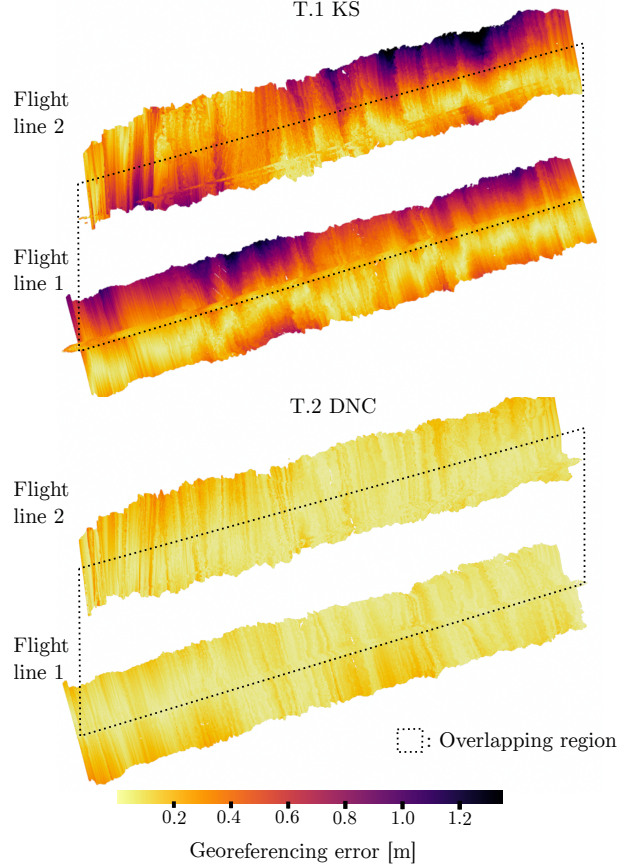 T.1 KS
Flight
line 2
Flight
line 1
T.2 DNC
Flight
line 2
Flight
line 1
: Overlapping region
0.2 0.4 0.6 0.8 1.0 1.2
Georeferencing error [m]